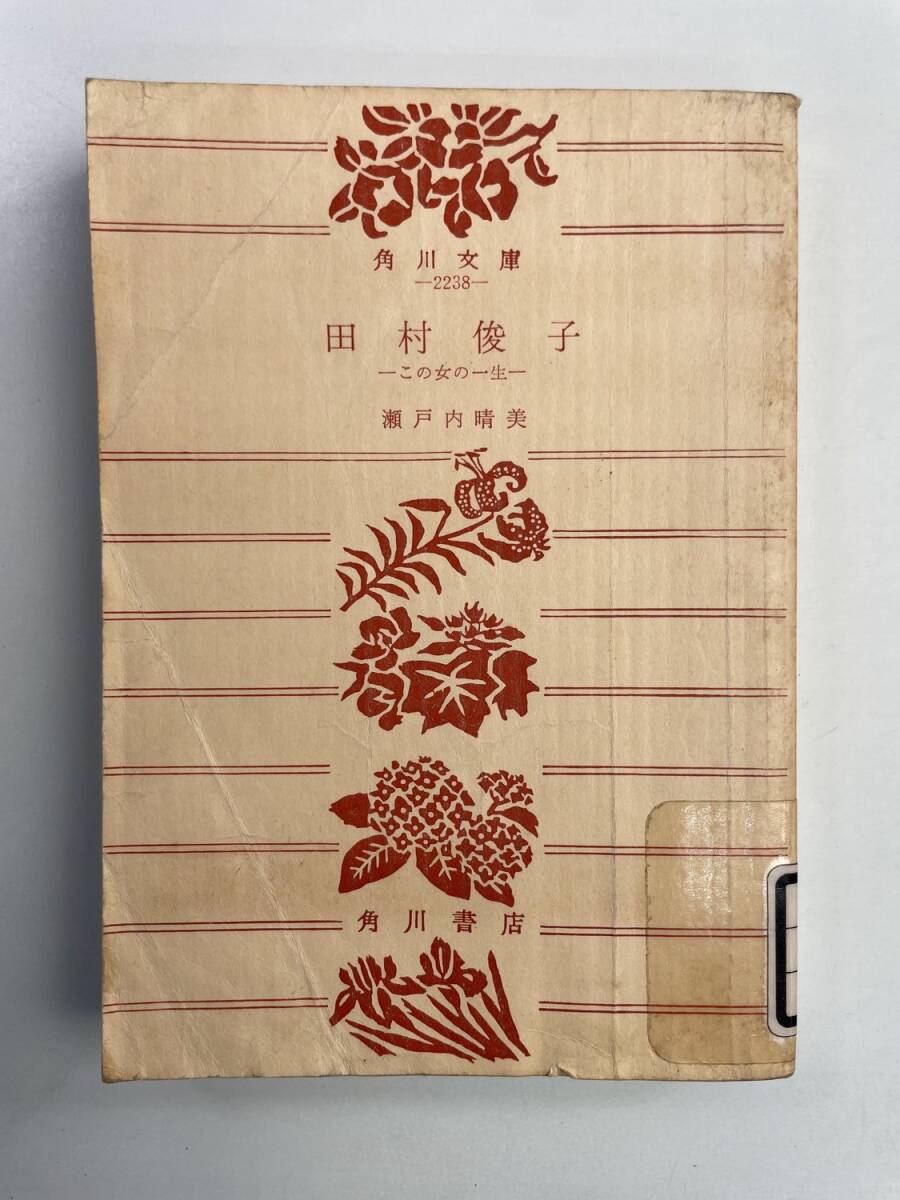 角川文庫
—2238—
田村俊子
—この女の一生—
瀬戸内晴美
角川書店